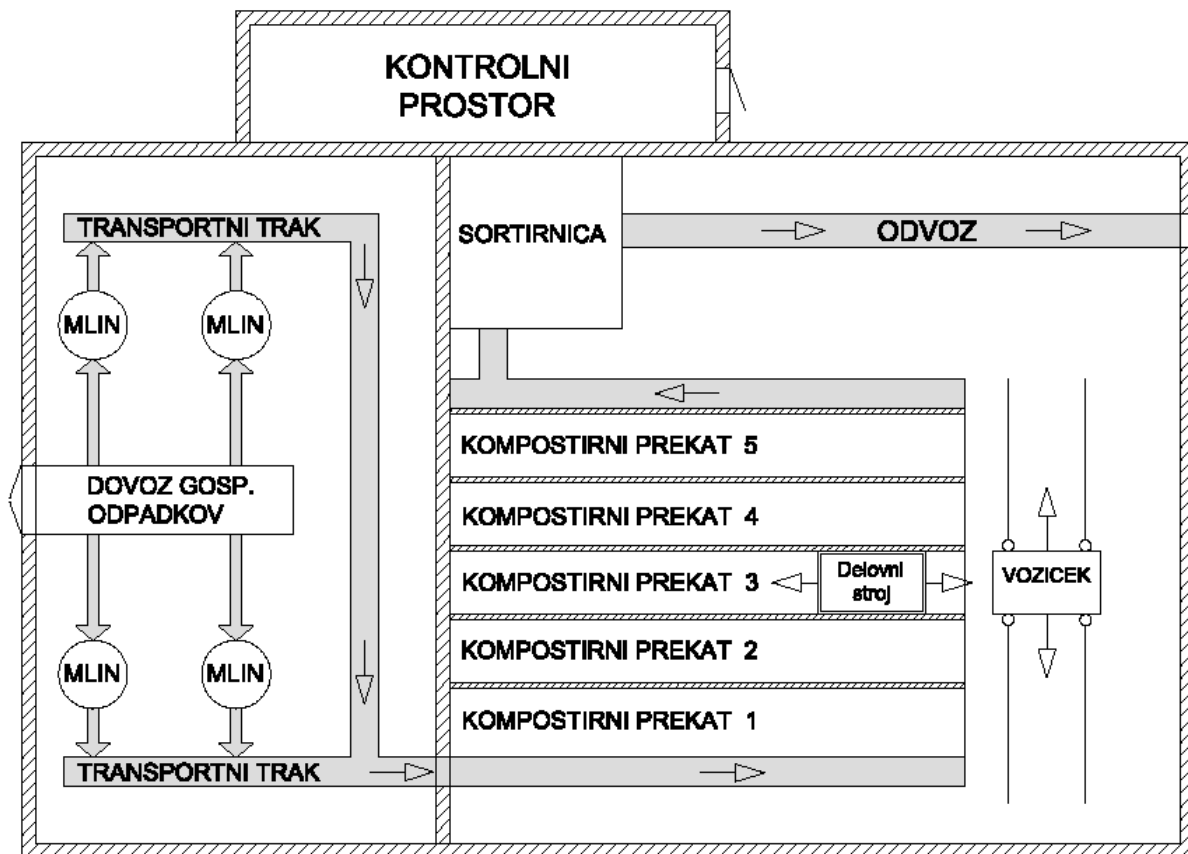 KONTROLNI
PROSTOR
TRANSPORTNI TRAK
SORTIRNICA
ODVOZ
MLIN
MLIN
DOVOZ GOSP.
ODPADKOV
MLIN
MLIN
TRANSPORTNI TRAK
KOMPOSTIRNI PREKAT 5
KOMPOSTIRNI PREKAT 4
KOMPOSTIRNI PREKAT 3
Delovni
stroj
VOZICEK
KOMPOSTIRNI PREKAT 2
KOMPOSTIRNI PREKAT 1